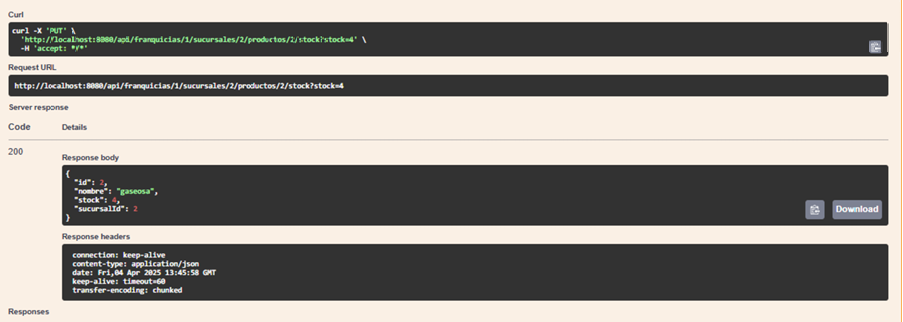 Curl
curl -X 'PUT' \
'http://localhost:8080/api/franquicias/1/sucursales/2/productos/2/stock?stock=4' \
-H 'accept: */*'
Request URL
http://localhost:8080/api/franquicias/1/sucursales/2/productos/2/stock?stock=4
Server response
Code Details
200
Response body
{
"id": 2,
"nombre": "gaseosa",
"stock": 4,
"sucursalId": 2
}
Download
Response headers
connection: keep-alive
content-type: application/json
date: Fri,04 Apr 2025 13:45:58 GMT
keep-alive: timeout=60
transfer-encoding: chunked
Responses